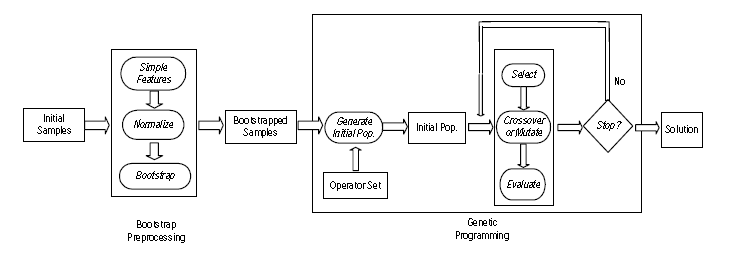 Simple
Features
Normalize
Bootstrap
Initial
Samples
Bootstrapped
Samples
Generate
Initial Pop.
Operator Set
Initial Pop.
Select
Crossover
or Mutate
Evaluate
No
Stop?
Solution
Bootstrap
Preprocessing
Genetic
Programming